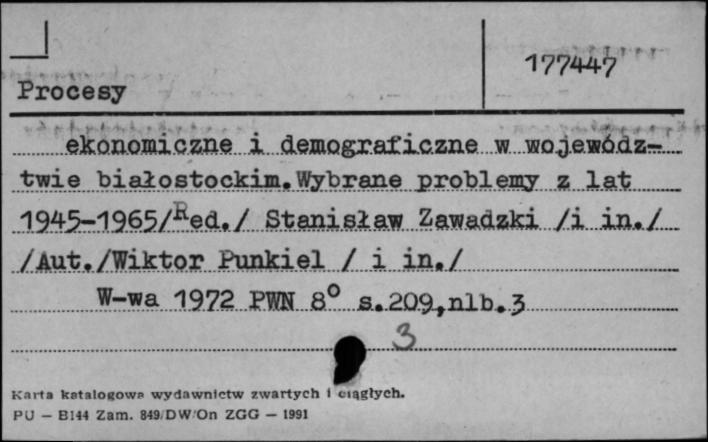 177447
Procesy
ekonomiczne i demograficzne w wojewódz-
twie białostockim.Wybrane problemy z lat
1945-1965/Red./ Stanisław Zawadzki /i in./
/Aut./Wiktor Punkiel / i in./
W-wa 1972 PWN 8° s.209,nlb.3
3
Karta katalogowa wydawnictw zwartych i ciągłych.
PU — B144 Zam. 849/DW/On ZGG — 1991